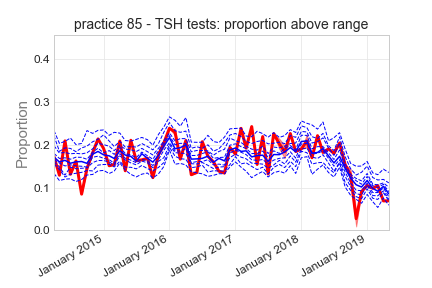 practice 85 - TSH tests: proportion above range
Proportion
0.4
0.3
0.2
0.1
0.0
January 2015
January 2016
January 2017
January 2018
January 2019